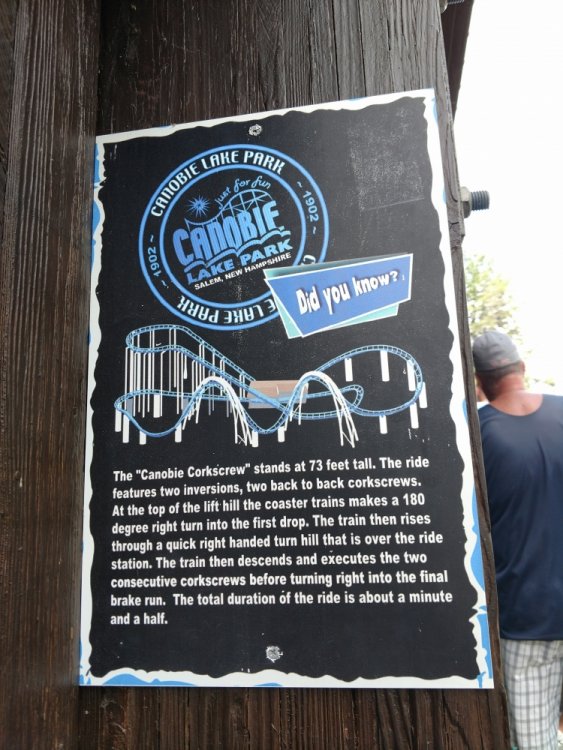 CANOBIE LAKE PARK
~ 1902 ~
~ 1902 ~
just for fun
CANOBIE
LAKE PARK
SALEM, NEW HAMPSHIRE
E LAKE PARK
Did you know?
The "Canobie Corkscrew" stands at 73 feet tall. The ride
features two inversions, two back to back corkscrews.
At the top of the lift hill the coaster trains makes a 180
degree right turn into the first drop. The train then rises
through a quick right handed turn hill that is over the ride
station. The train then descends and executes the two
consecutive corkscrews before turning right into the final
brake run. The total duration of the ride is about a minute
and a half.